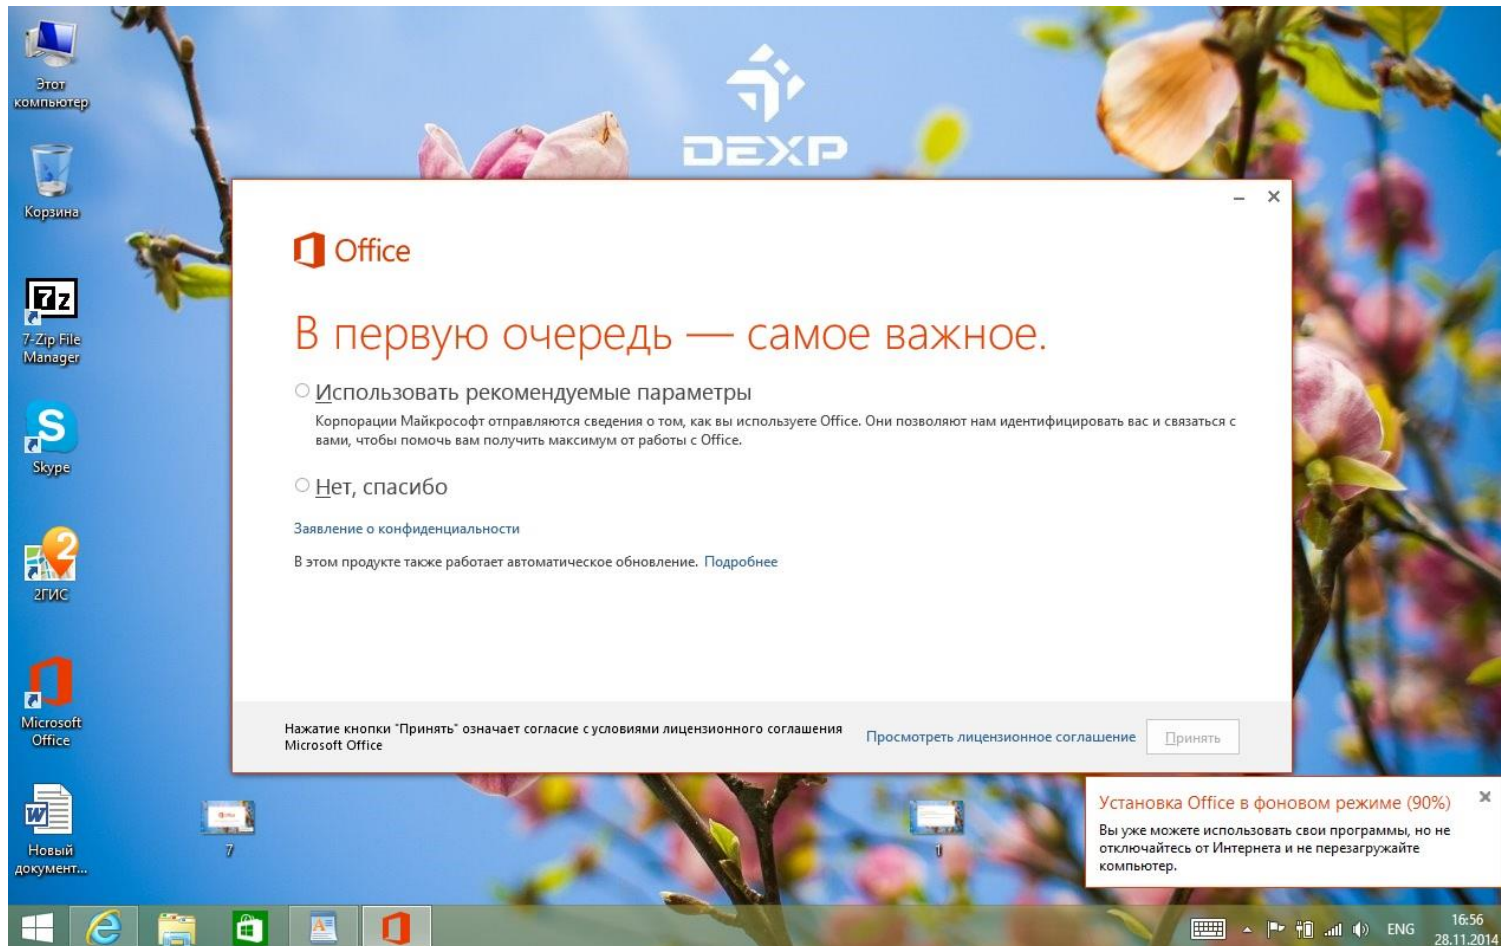 DEXP
Этот
компьютер
Корзина
7-Zip File
Manager
Skype
2ГИС
Microsoft
Office
Новый
документ...
Office
В первую очередь — самое важное.
Использовать рекомендуемые параметры
Корпорации Майкрософт отправляются сведения о том, как вы используете Office. Они позволяют нам идентифицировать вас и связаться с
вами, чтобы помочь вам получить максимум от работы с Office.
Нет, спасибо
Заявление о конфиденциальности
В этом продукте также работает автоматическое обновление. Подробнее
Нажатие кнопки "Принять" означает согласие с условиями лицензионного соглашения
Microsoft Office
Просмотреть лицензионное соглашение
Принять
7
1
Установка Office в фоновом режиме (90%)
Вы уже можете использовать свои программы, но не
отключайтесь от Интернета и не перезагружайте
компьютер.
ENG
16:56
28.11.2014